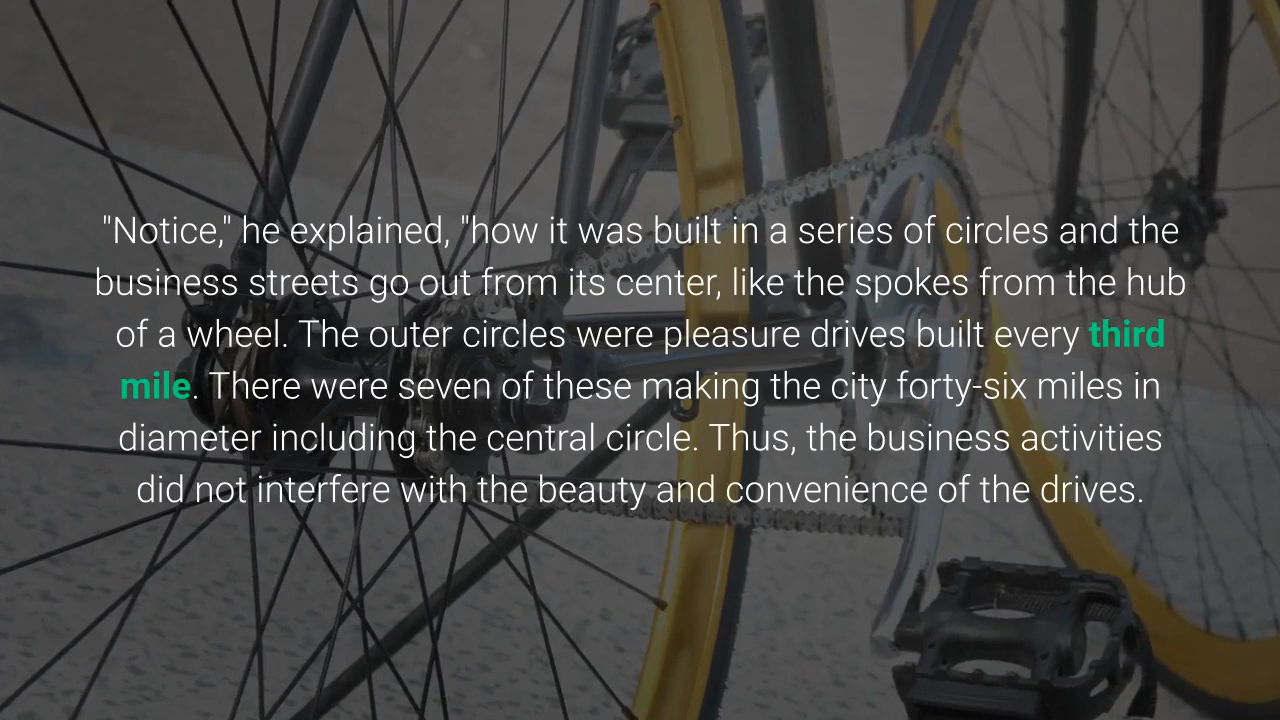 "Notice," he explained, "how it was built in a series of circles and the
business streets go out from its center, like the spokes from the hub
of a wheel. The outer circles were pleasure drives built every third
mile. There were seven of these making the city forty-six miles in
diameter including the central circle. Thus, the business activities
did not interfere with the beauty and convenience of the drives.